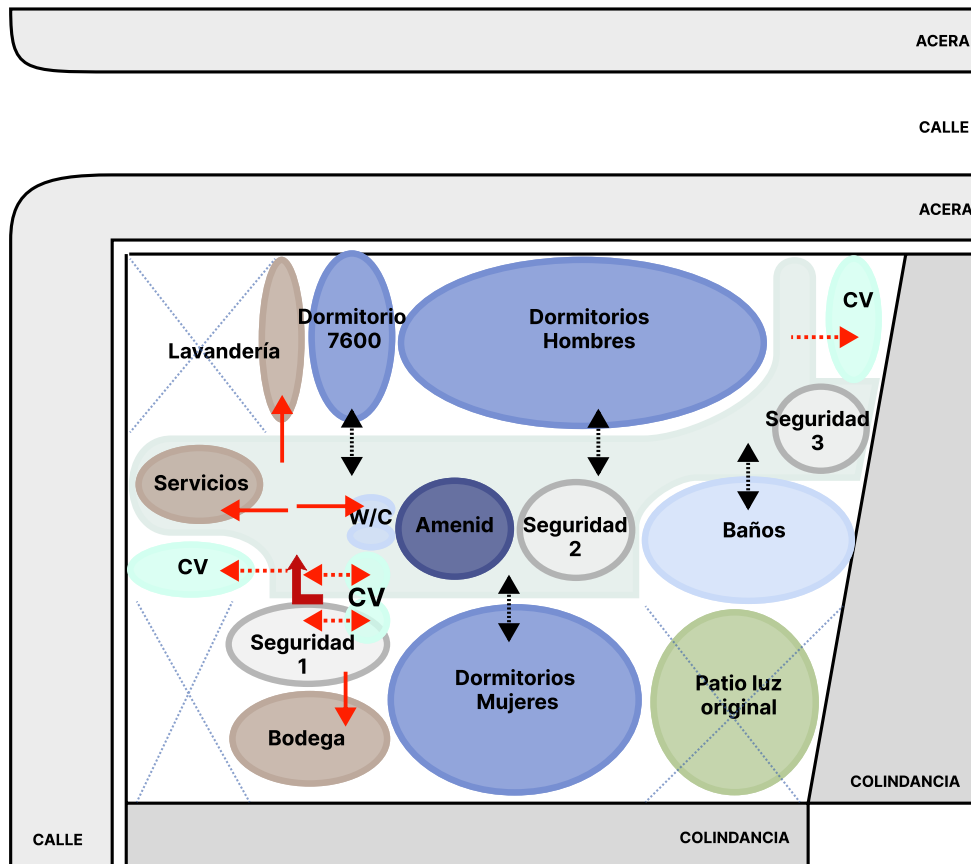 ACERA
CALLE
ACERA
CV
Dormitorio
7600
Dormitorios
Hombres
Lavandería
Seguridad
3
Servicios
W/C
Amenid
Seguridad
2
Baños
CV
CV
Seguridad
1
Dormitorios
Mujeres
Patio luz
original
Bodega
COLINDANCIA
CALLE
COLINDANCIA